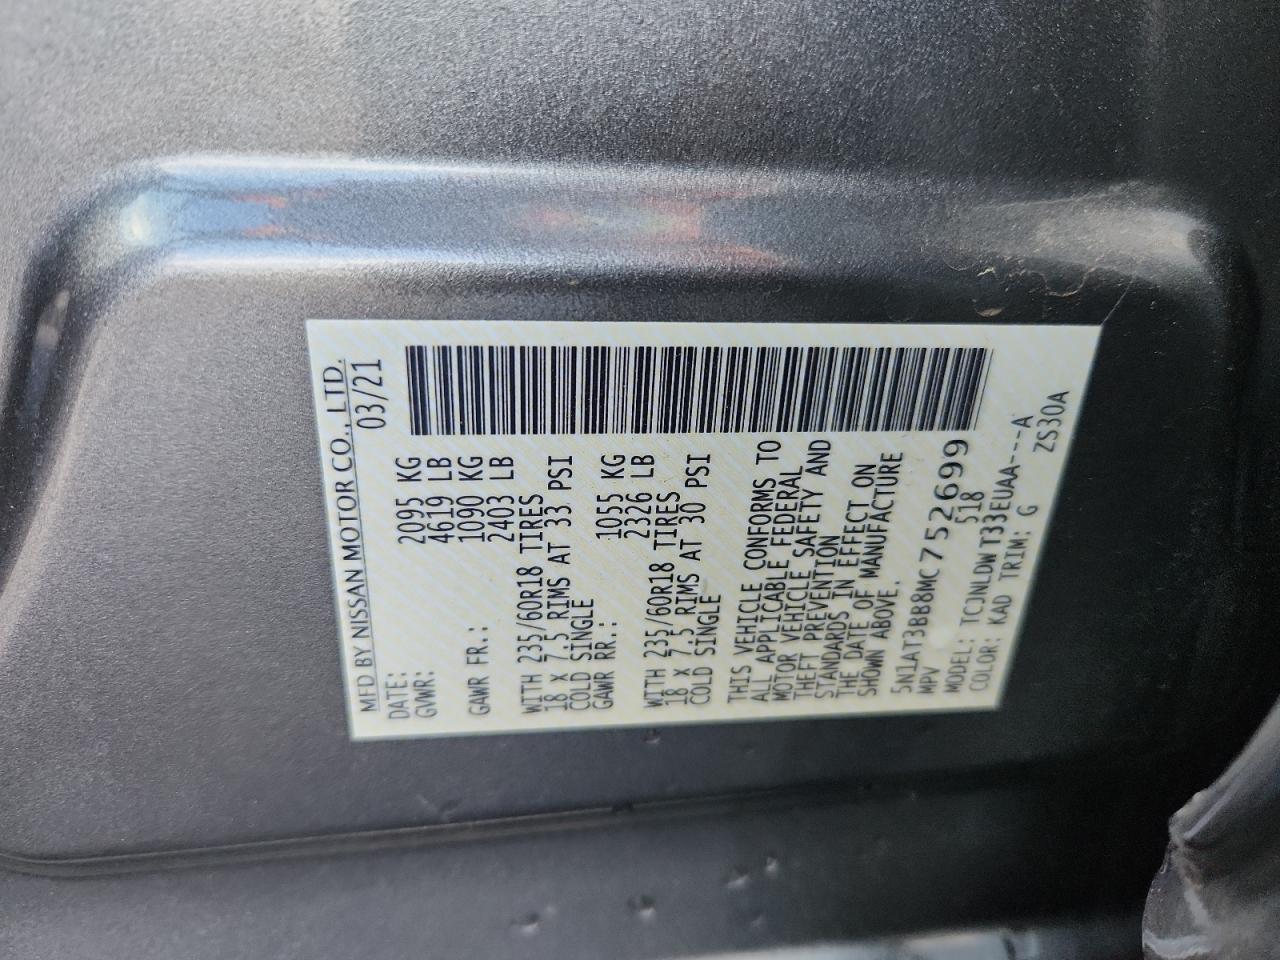 MFD BY NISSAN MOTOR CO., LTD.
DATE: 03/21
GVWR: 2095 KG
4619 LB
GAWR FR.: 1090 KG
2403 LB
WITH 235/60R18 TIRES
18 X 7.5 RIMS AT 33 PSI
COLD SINGLE
GAWR RR.: 1055 KG
2326 LB
WITH 235/60R18 TIRES
18 X 7.5 RIMS AT 30 PSI
COLD SINGLE
THIS VEHICLE CONFORMS TO
ALL APPLICABLE FEDERAL
MOTOR VEHICLE SAFETY AND
THEFT PREVENTION
STANDARDS IN EFFECT ON
THE DATE OF MANUFACTURE
SHOWN ABOVE.
5N1AT3BB8MC752699
MPV 518
MODEL: TCJNLDWT33EUAA---A
COLOR: KAD TRIM: G ZS30A